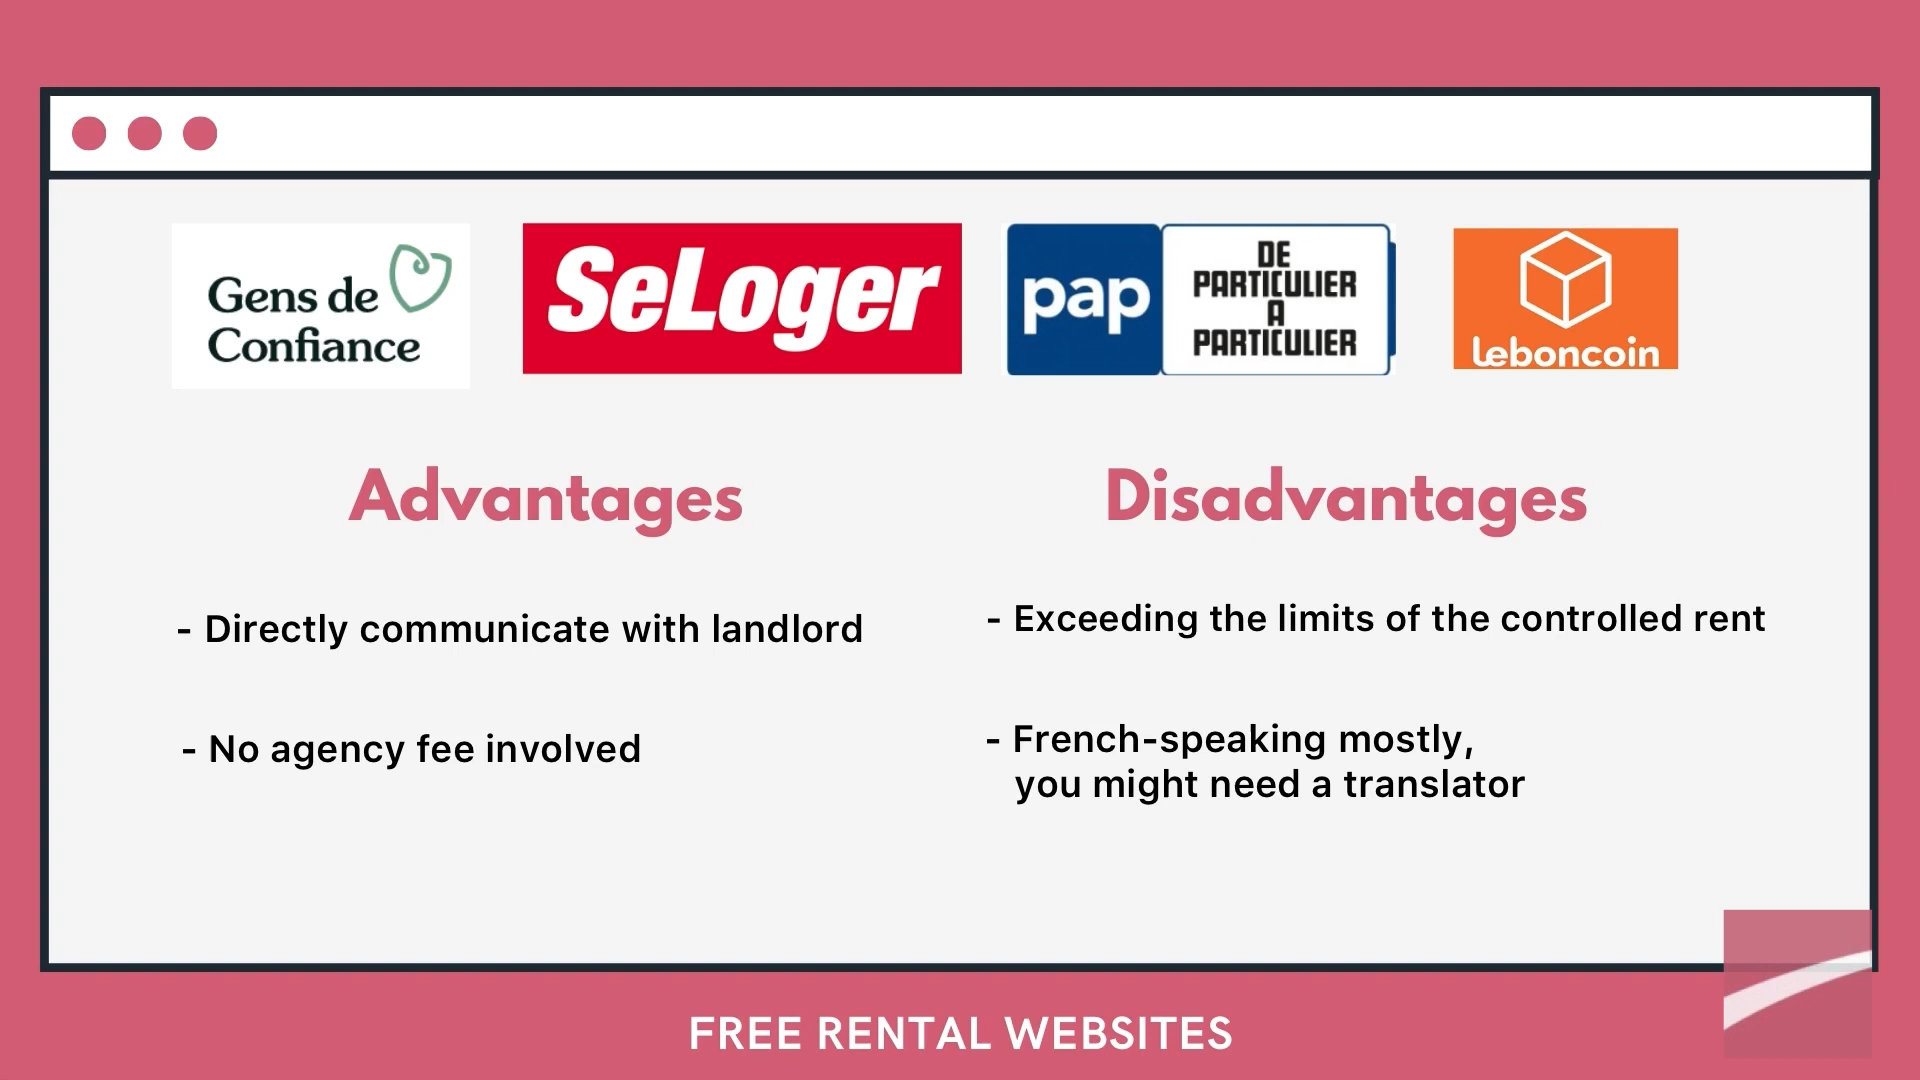 Gens de
Confiance
SeLoger
pap
DE
PARTICULIER
A
PARTICULIER
leboncoin
Advantages
- Directly communicate with landlord
- No agency fee involved
Disadvantages
- Exceeding the limits of the controlled rent
- French-speaking mostly,
you might need a translator
FREE RENTAL WEBSITES